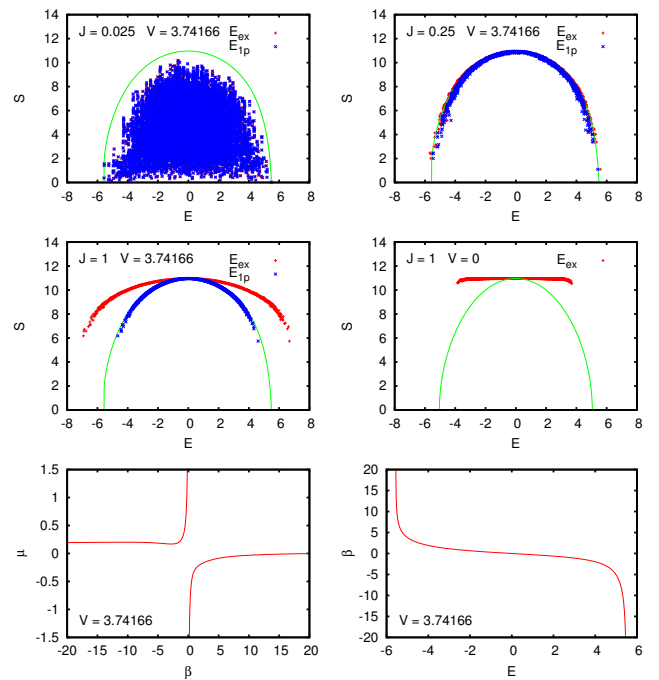 J = 0.025 V = 3.74166 E_ex
E_1p
S
14
12
10
8
6
4
2
0
-8 -6 -4 -2 0 2 4 6 8
E
J = 0.25 V = 3.74166 E_ex
E_1p
S
14
12
10
8
6
4
2
0
-8 -6 -4 -2 0 2 4 6 8
E
J = 1 V = 3.74166 E_ex
E_1p
S
14
12
10
8
6
4
2
0
-8 -6 -4 -2 0 2 4 6 8
E
J = 1 V = 0 E_ex
S
14
12
10
8
6
4
2
0
-8 -6 -4 -2 0 2 4 6 8
E
μ
1.5
1
0.5
0
-0.5
-1
-1.5
V = 3.74166
-20 -15 -10 -5 0 5 10 15 20
β
β
20
15
10
5
0
-5
-10
-15
-20
V = 3.74166
-6 -4 -2 0 2 4 6
E